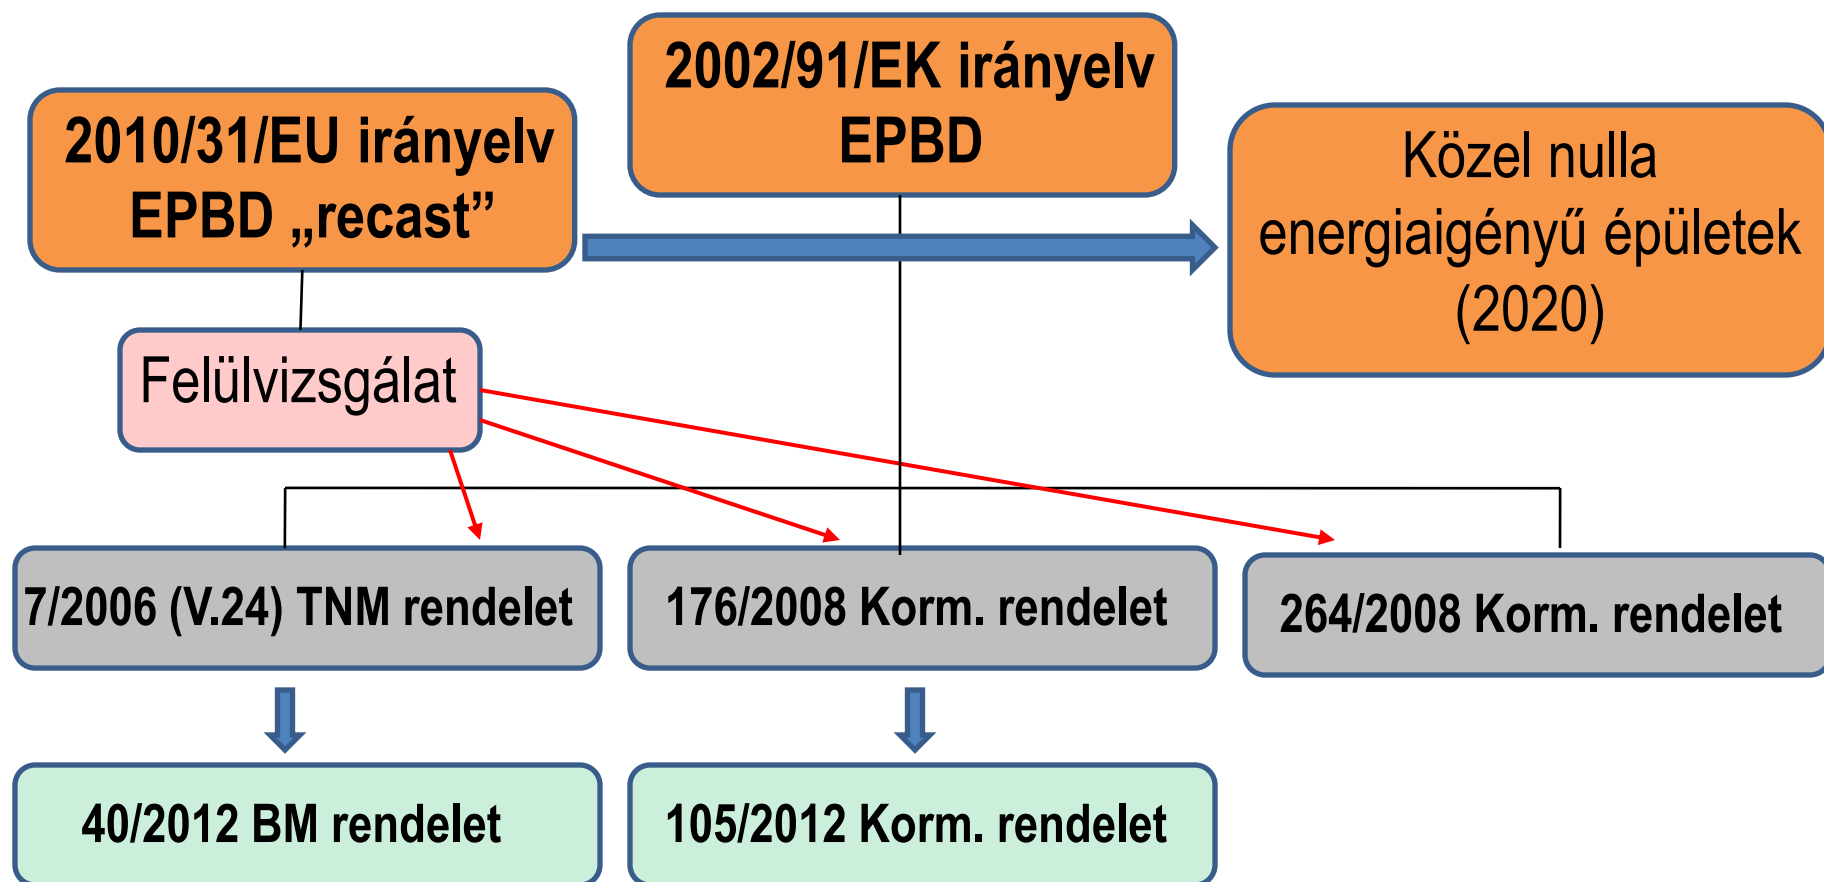 2002/91/EK irányelv
EPBD
2010/31/EU irányelv
EPBD „recast”
Közel nulla
energiaigényű épületek
(2020)
Felülvizsgálat
7/2006 (V.24) TNM rendelet
176/2008 Korm. rendelet
264/2008 Korm. rendelet
40/2012 BM rendelet
105/2012 Korm. rendelet